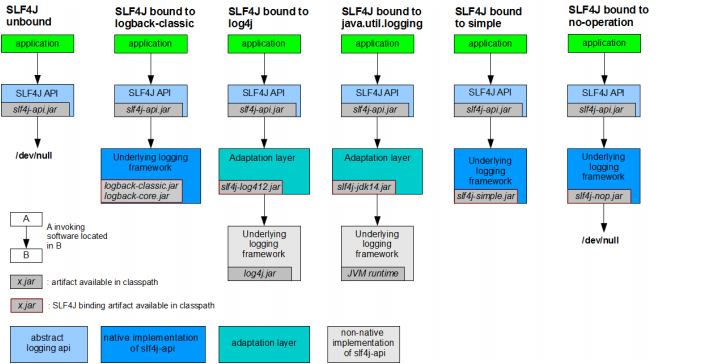 SLF4J
unbound
SLF4J bound to
logback-classic
SLF4J bound to
log4j
SLF4J bound to
java.util.logging
SLF4J bound
to simple
SLF4J bound to
no-operation
application
application
application
application
application
application
SLF4J API
slf4j-api.jar
SLF4J API
slf4j-api.jar
SLF4J API
slf4j-api.jar
SLF4J API
slf4j-api.jar
SLF4J API
slf4j-api.jar
SLF4J API
slf4j-api.jar
/dev/null
Underlying logging
framework
logback-classic.jar
logback-core.jar
Adaptation layer
slf4j-log412.jar
Adaptation layer
slf4j-jdk14.jar
Underlying
logging
framework
slf4j-simple.jar
Underlying
logging
framework
slf4j-nop.jar
Underlying
logging
framework
log4j.jar
Underlying
logging
framework
JVM runtime
/dev/null
A
B
A invoking
software located
in B
x.jar
: artifact available in classpath
x.jar
: SLF4J binding artifact available in classpath
abstract
logging api
native implementation
of slf4j-api
adaptation layer
non-native
implementation
of slf4j-api